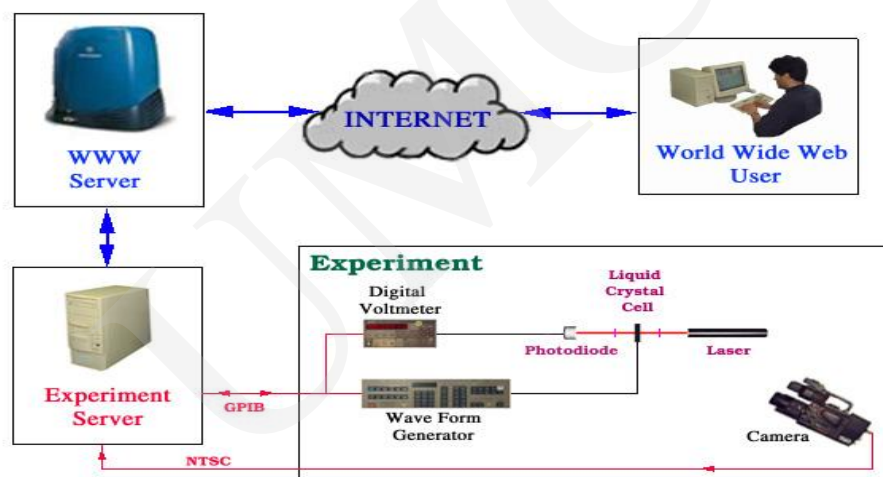 INTERNET
WWW
Server
World Wide Web
User
Experiment
Server
GPIB
NTSC
Experiment
Digital
Voltmeter
Liquid
Crystal
Cell
Photodiode
Laser
Wave Form
Generator
Camera
UMC